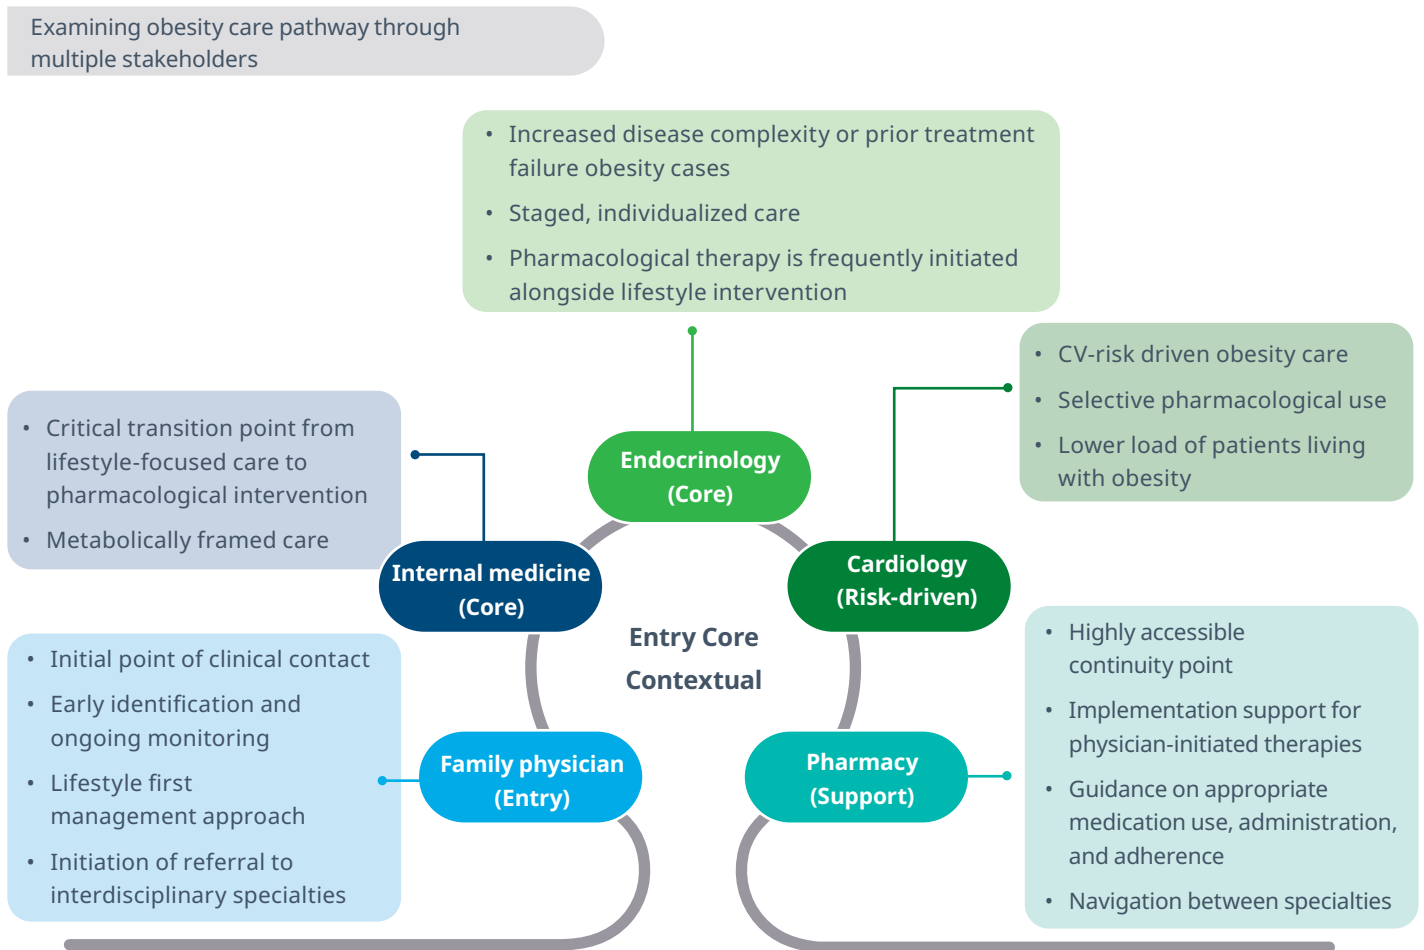 Examining obesity care pathway through
multiple stakeholders
• Increased disease complexity or prior treatment
failure obesity cases
• Staged, individualized care
• Pharmacological therapy is frequently initiated
alongside lifestyle intervention
• CV-risk driven obesity care
• Selective pharmacological use
• Lower load of patients living
with obesity
• Critical transition point from
lifestyle-focused care to
pharmacological intervention
• Metabolically framed care
Endocrinology
(Core)
Internal medicine
(Core)
Cardiology
(Risk-driven)
Entry Core
Contextual
• Initial point of clinical contact
• Early identification and
ongoing monitoring
• Lifestyle first
management approach
• Initiation of referral to
interdisciplinary specialties
Family physician
(Entry)
Pharmacy
(Support)
• Highly accessible
continuity point
• Implementation support for
physician-initiated therapies
• Guidance on appropriate
medication use, administration,
and adherence
• Navigation between specialties